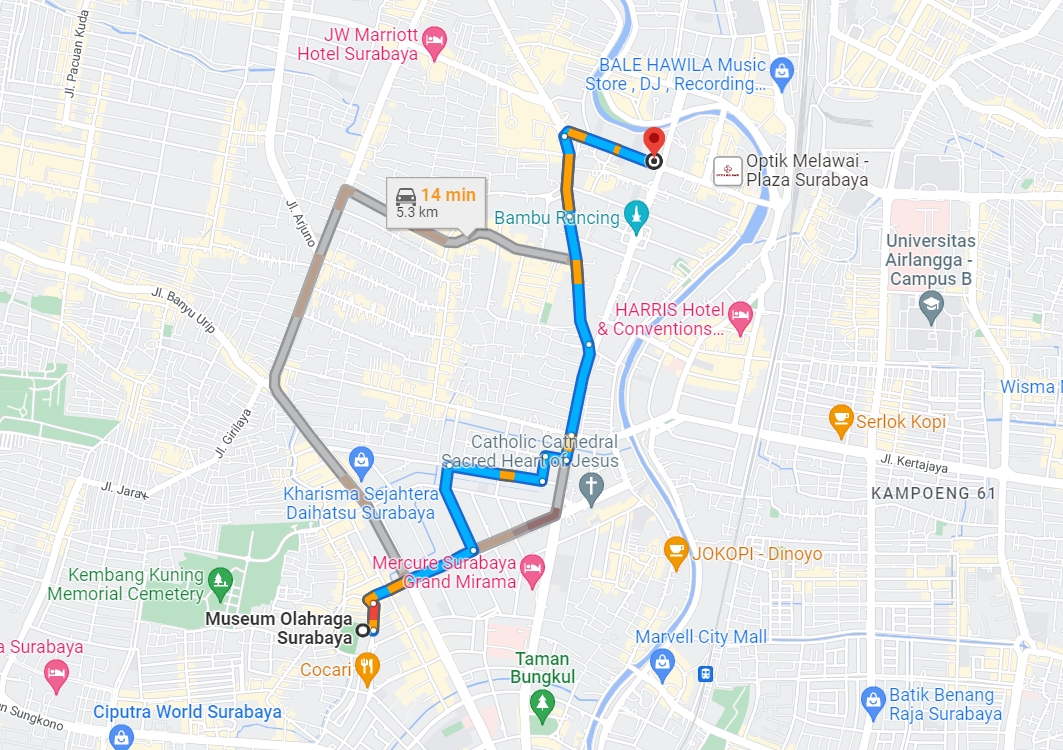 Jl. Pacuan Kuda
JW Marriott
Hotel Surabaya
BALE HAWILA Music
Store , DJ , Recording...
Optik Melawai -
Plaza Surabaya
14 min
5.3 km
Jl. Arjuno
Bambu Runcing
Universitas
Airlangga -
Campus B
Jl. Banyu Urip
HARRIS Hotel
& Conventions...
Wisma
Jl. Girilaya
Serlok Kopi
Catholic Cathedral
Sacred Heart of Jesus
Jl. Kertajaya
Jl. Jarak
Kharisma Sejahtera
Daihatsu Surabaya
KAMPOENG 61
JOKOPI - Dinoyo
Mercure Surabaya
Grand Mirama
Kembang Kuning
Memorial Cemetery
Museum Olahraga
Surabaya
a Surabaya
Marvell City Mall
Cocari
Taman
Bungkul
Batik Benang
Raja Surabaya
en Sungkono
Ciputra World Surabaya